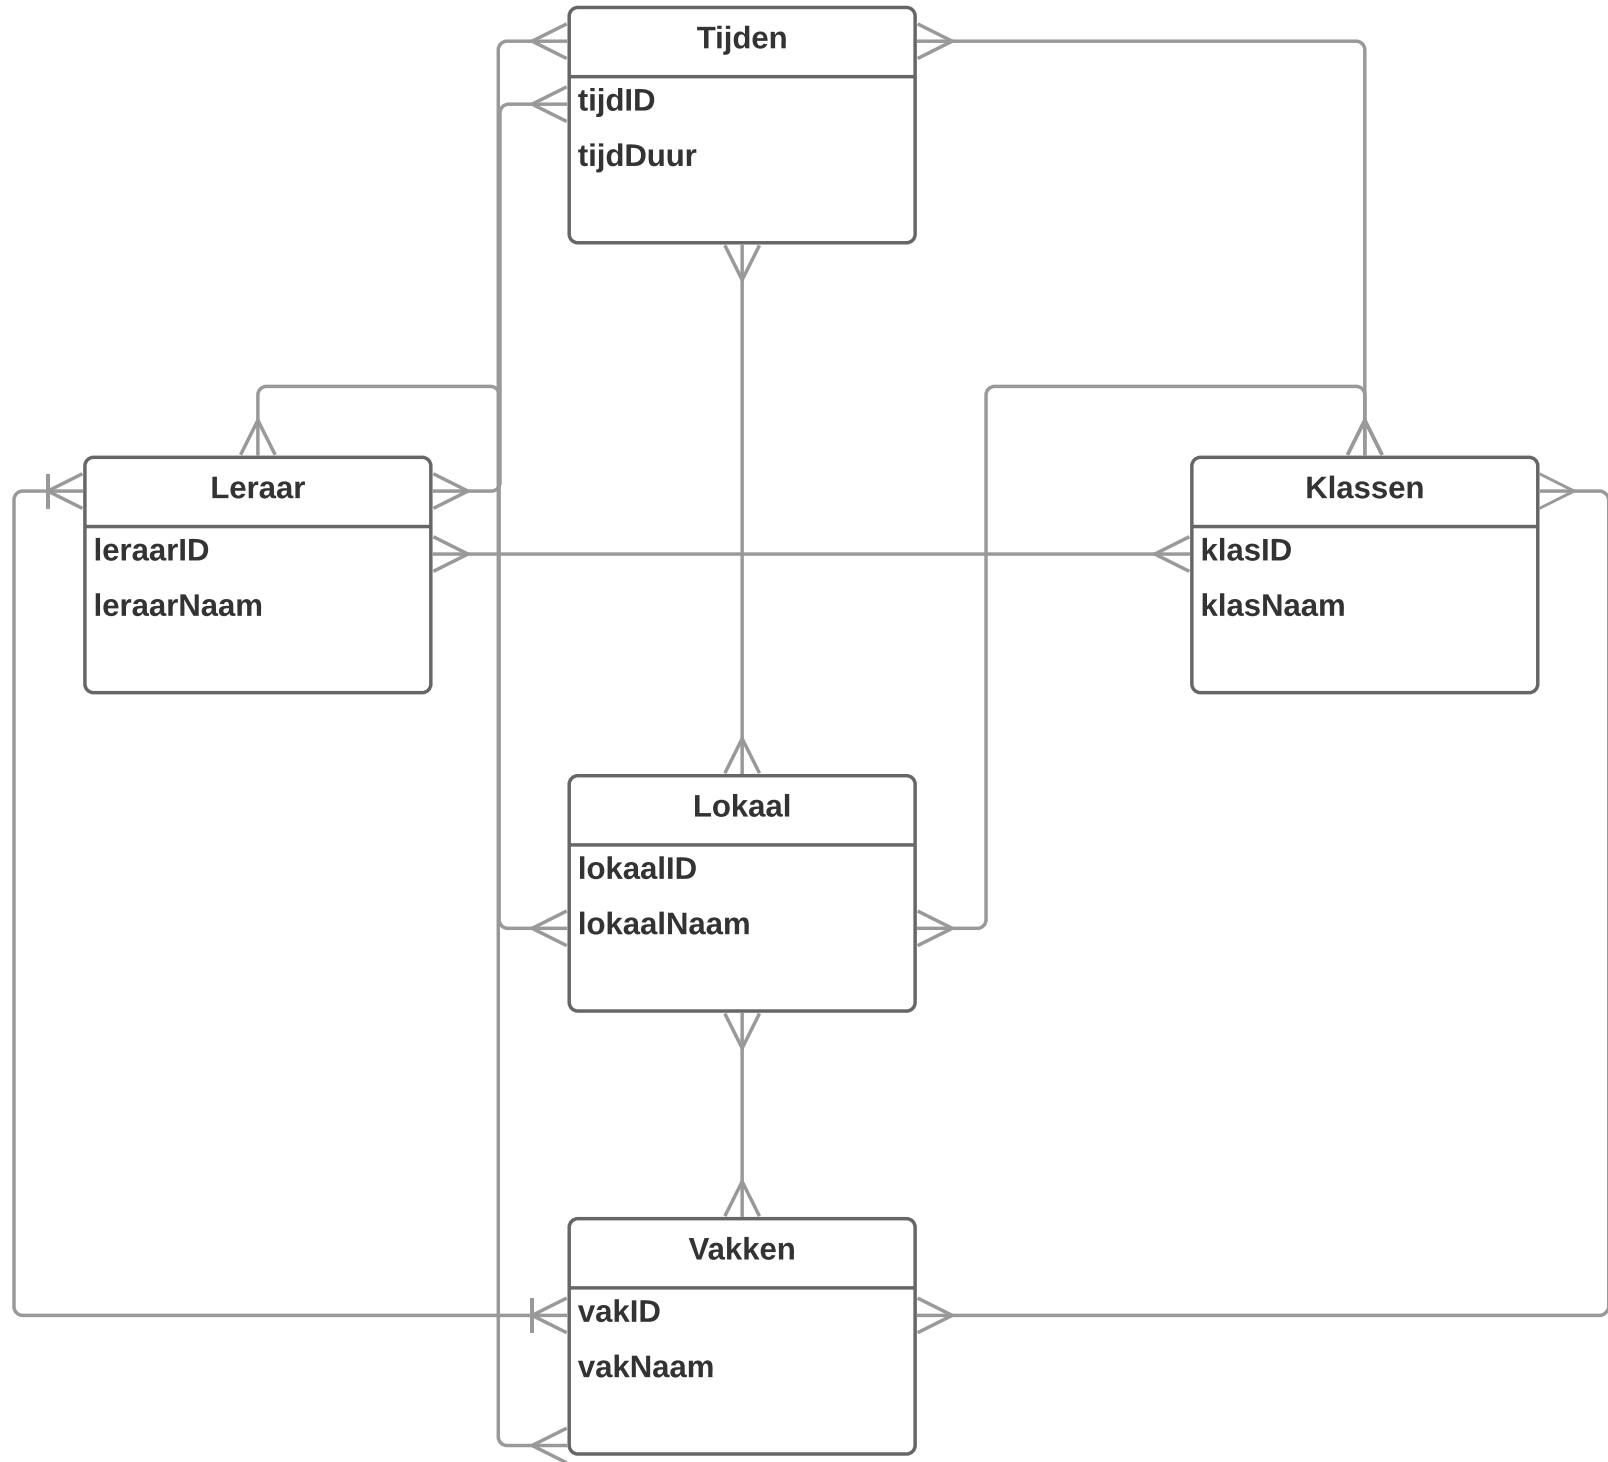 Tijden
tijdID
tijdDuur
Leraar
leraarID
leraarNaam
Klassen
klasID
klasNaam
Lokaal
lokaalID
lokaalNaam
Vakken
vakID
vakNaam